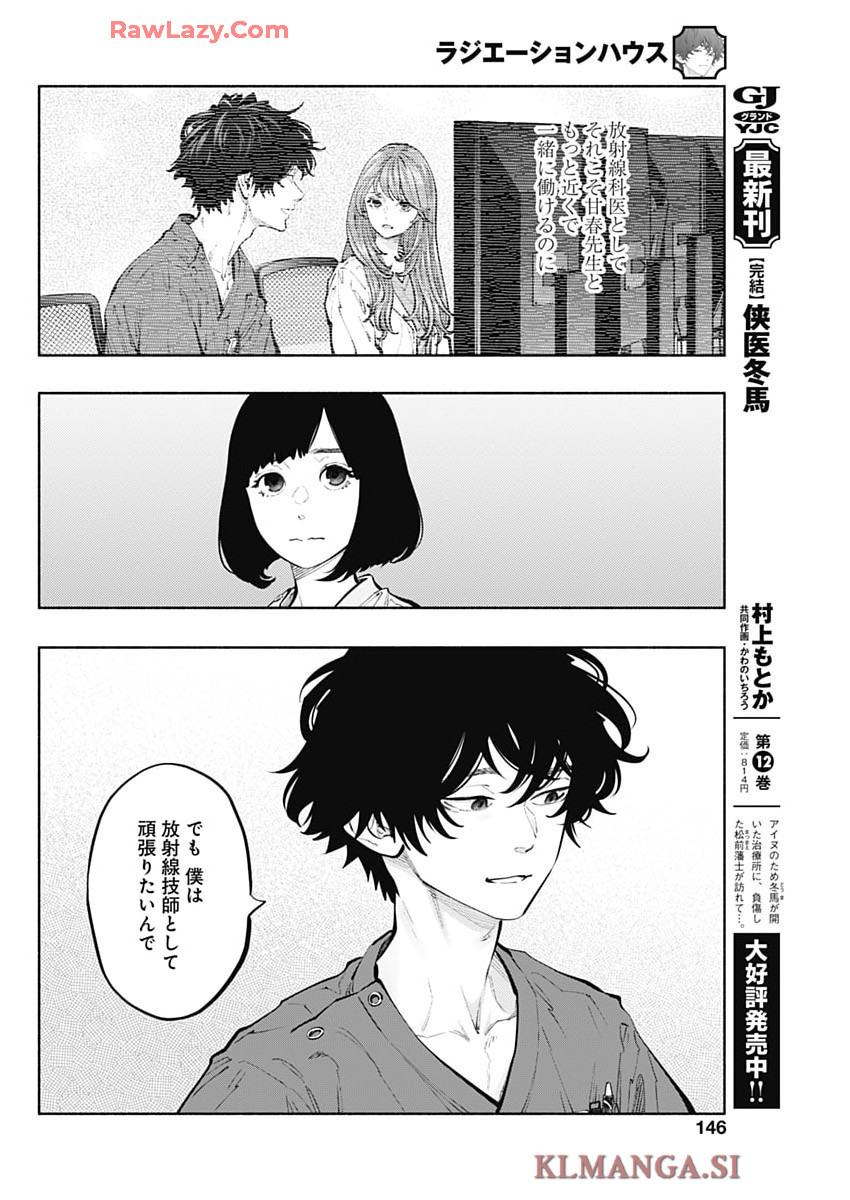 RawLazy.Com
ラジエーションハウス
放射線科医として
それこそ甘春先生と
もっと近くで
一緒に働けるのに
でも 僕は
放射線技師として
頑張りたいんで
GJ
グランド
YJC
最新刊
【完結】侠医冬馬
村上もとか
共同作画・かわのいちろう
第12巻
定価:814円
アイヌのため冬馬が開
いた治療所に、負傷し
た松前藩士が訪れて…。
大好評発売中!!
146
KLMANGA.SI